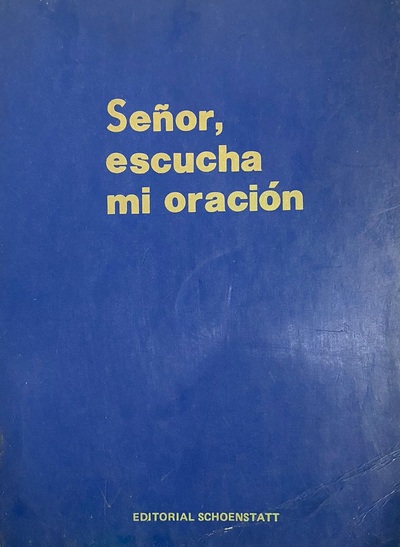 Señor,
escucha
mi oración
EDITORIAL SCHOENSTATT